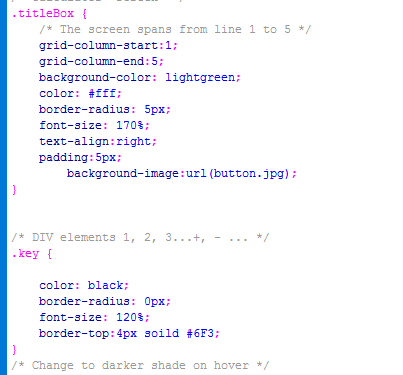 .titleBox {
/* The screen spans from line 1 to 5 */
grid-column-start:1;
grid-column-end:5;
background-color: lightgreen;
color: #fff;
border-radius: 5px;
font-size: 170%;
text-align:right;
padding:5px;
background-image:url(button.jpg);
}
/* DIV elements 1, 2, 3...+, - ... */
.key {
color: black;
border-radius: 0px;
font-size: 120%;
border-top:4px soild #6F3;
}
/* Change to darker shade on hover */